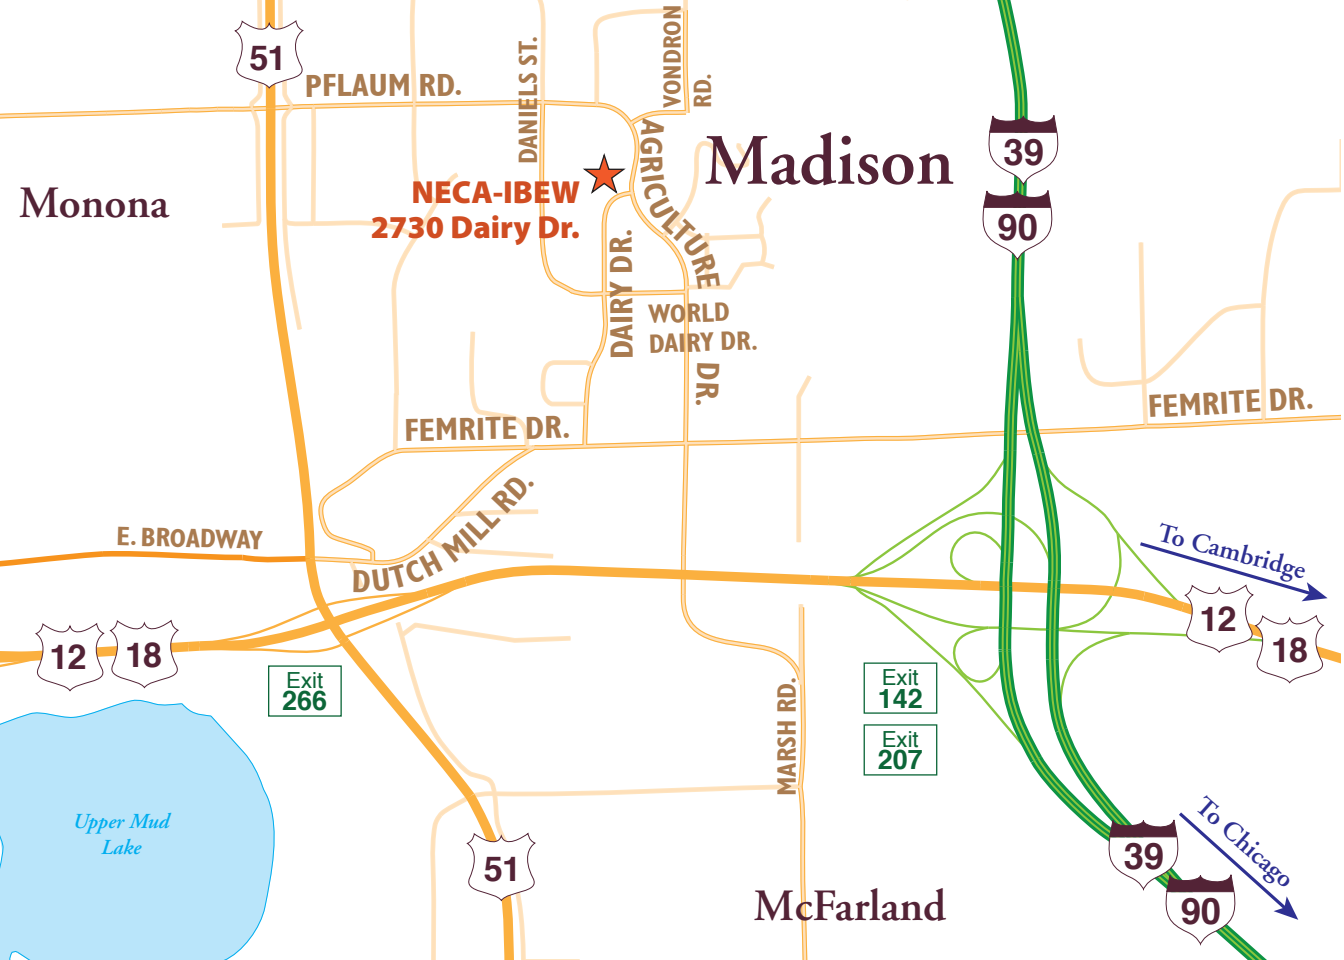 51
PFLAUM RD.
DANIELS ST.
VONDRON
RD.
39
90
Madison
Monona
NECA-IBEW
2730 Dairy Dr.
AGRICULTURE
DR.
DAIRY DR.
WORLD
DAIRY DR.
FEMRITE DR.
FEMRITE DR.
E. BROADWAY
DUTCH MILL RD.
To Cambridge
12
18
12
18
Exit
266
Exit
142
Exit
207
MARSH RD.
Upper Mud
Lake
51
McFarland
To Chicago
39
90